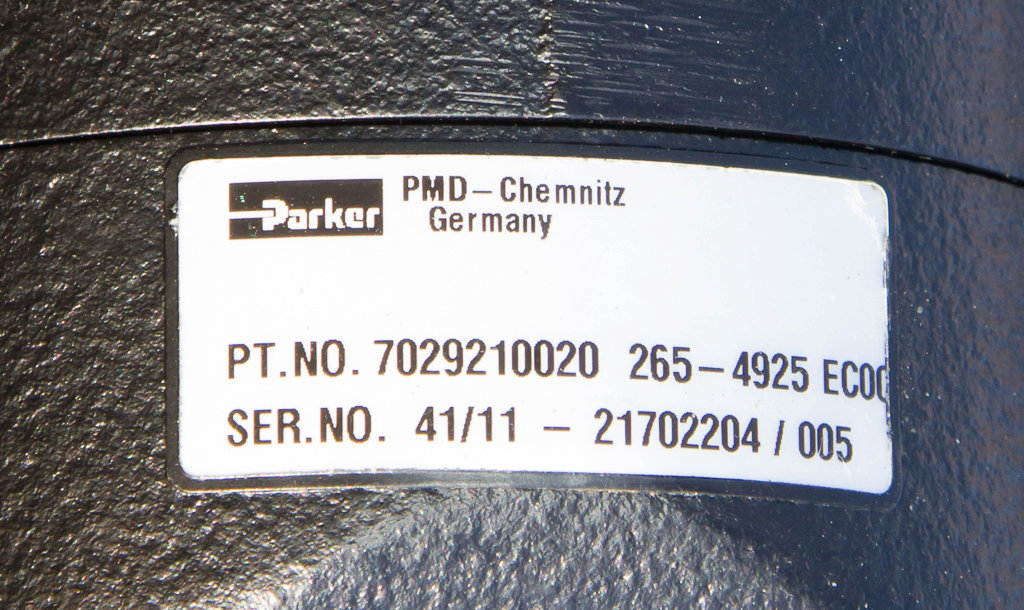 Parker PMD-Chemnitz
Germany
PT.NO. 7029210020 265-4925
SER.NO. 41/11 - 21702204 / 005